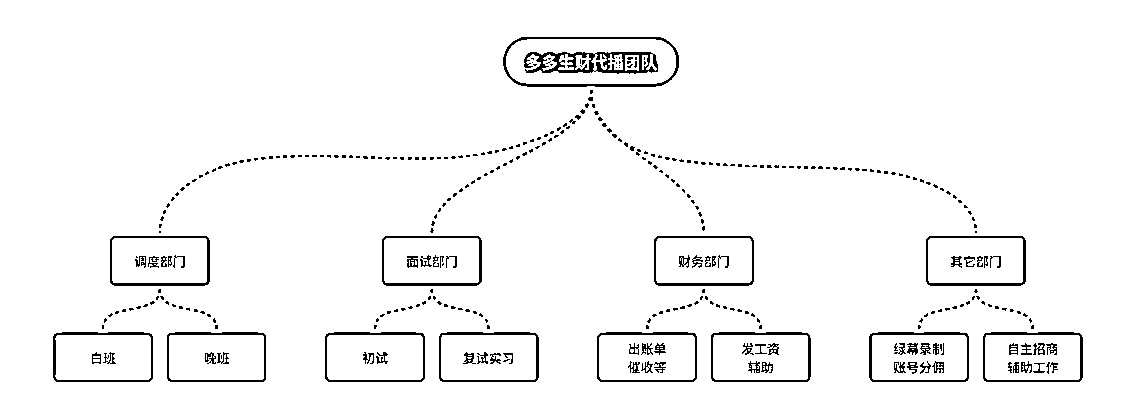 多多生财代播团队
调度部门
面试部门
财务部门
其它部门
白班
晚班
初试
复试实习
出账单
催收等
发工资
辅助
绿幕录制
账号分佣
自主招商
辅助工作